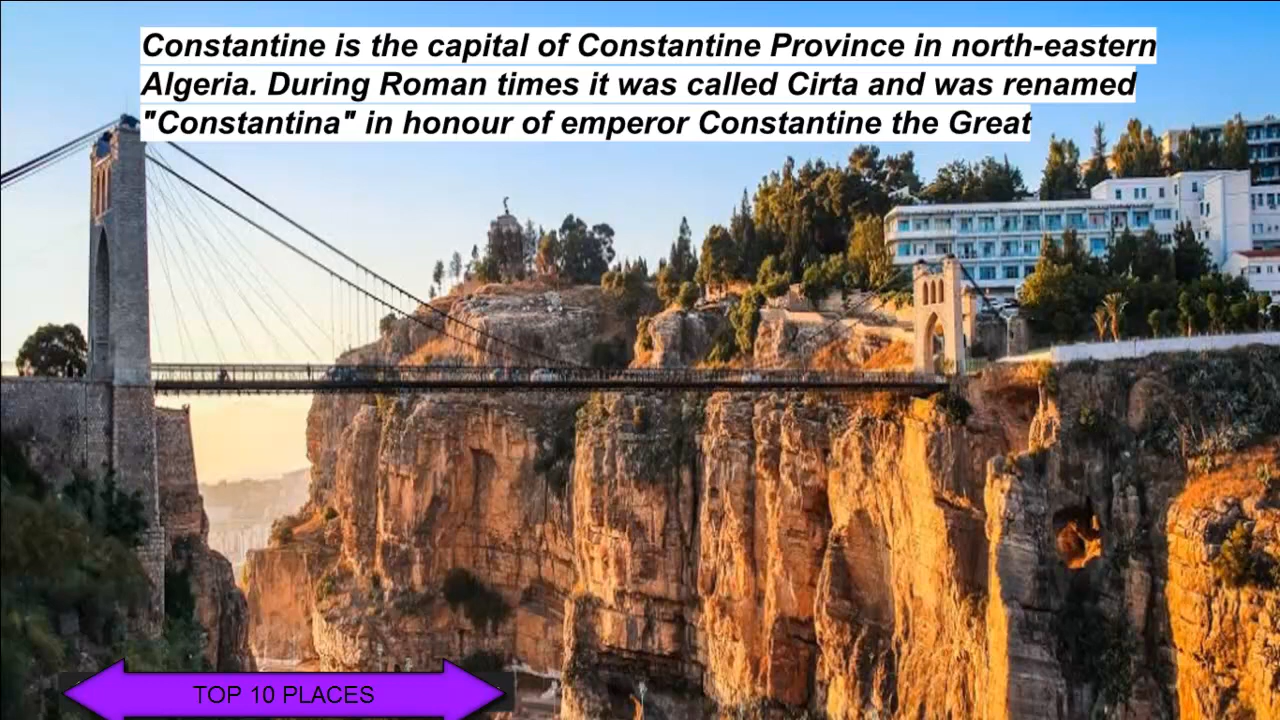 Constantine is the capital of Constantine Province in north-eastern
Algeria. During Roman times it was called Cirta and was renamed
"Constantina" in honour of emperor Constantine the Great
TOP 10 PLACES